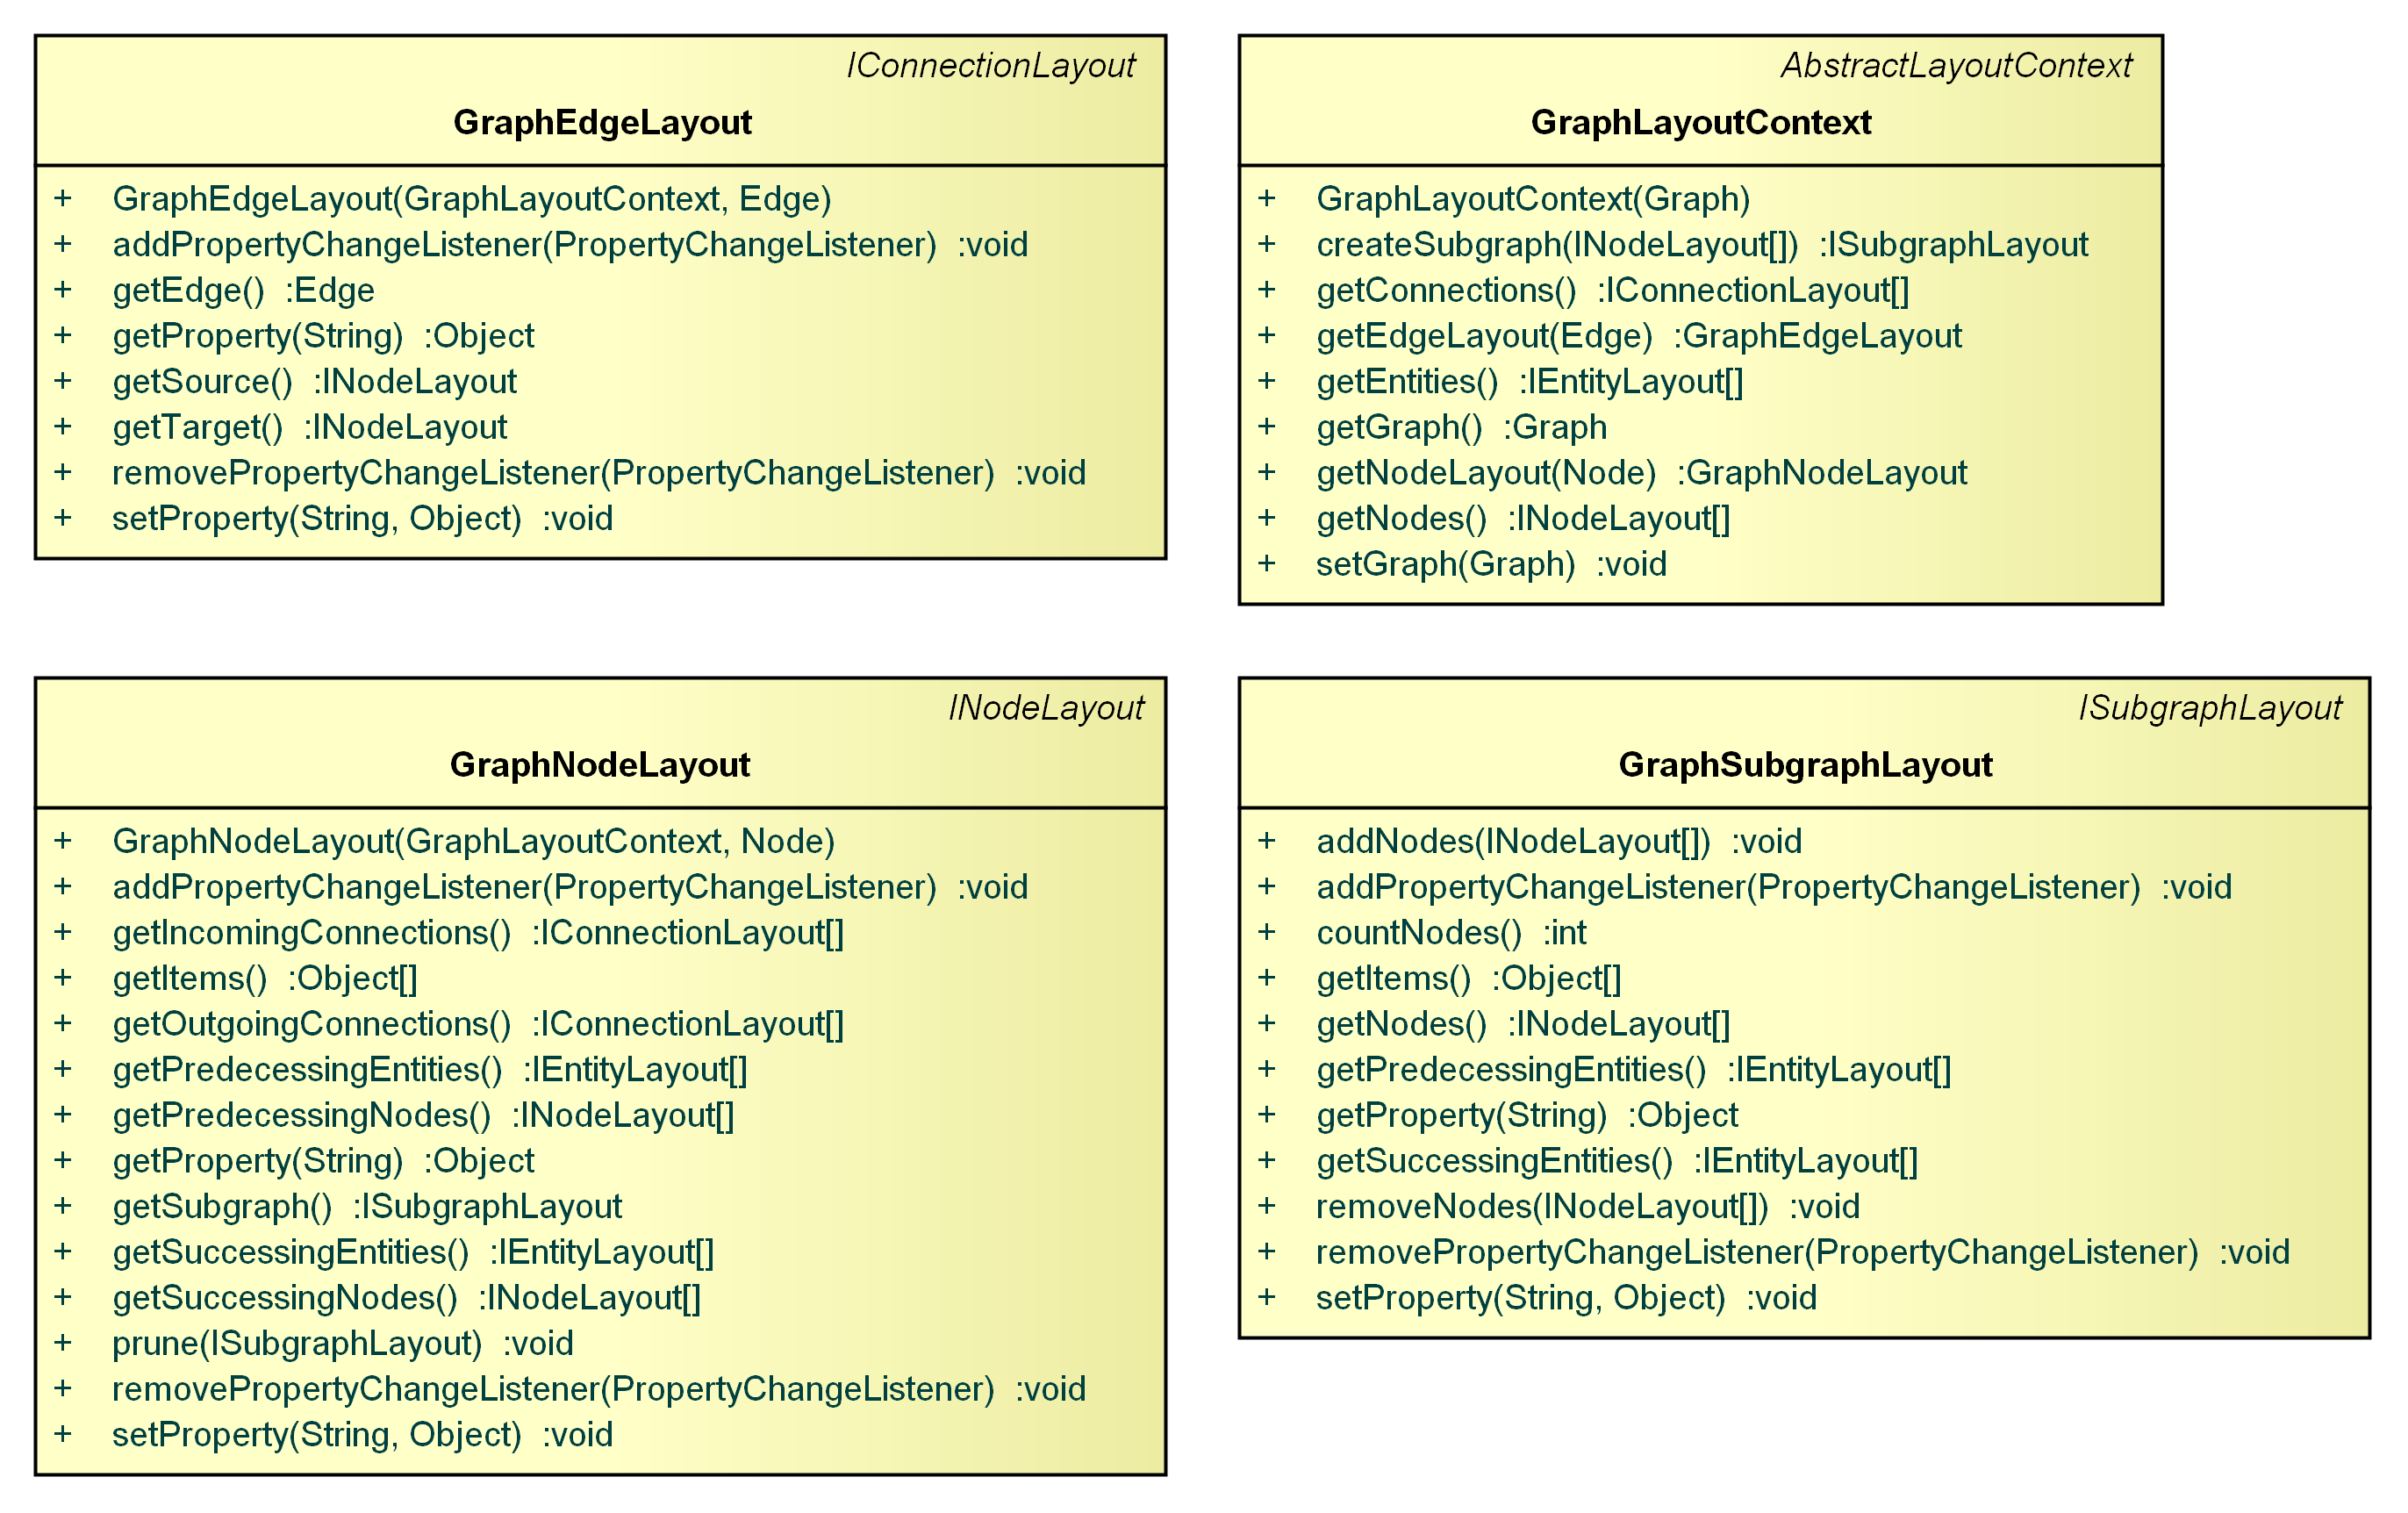 IConnectionLayout
GraphEdgeLayout
+ GraphEdgeLayout(GraphLayoutContext, Edge)
+ addPropertyChangeListener(PropertyChangeListener) :void
+ getEdge() :Edge
+ getProperty(String) :Object
+ getSource() :INodeLayout
+ getTarget() :INodeLayout
+ removePropertyChangeListener(PropertyChangeListener) :void
+ setProperty(String, Object) :void
AbstractLayoutContext
GraphLayoutContext
+ GraphLayoutContext(Graph)
+ createSubgraph(INodeLayout[]) :ISubgraphLayout
+ getConnections() :IConnectionLayout[]
+ getEdgeLayout(Edge) :GraphEdgeLayout
+ getEntities() :IEntityLayout[]
+ getGraph() :Graph
+ getNodeLayout(Node) :GraphNodeLayout
+ getNodes() :INodeLayout[]
+ setGraph(Graph) :void
INodeLayout
GraphNodeLayout
+ GraphNodeLayout(GraphLayoutContext, Node)
+ addPropertyChangeListener(PropertyChangeListener) :void
+ getIncomingConnections() :IConnectionLayout[]
+ getItems() :Object[]
+ getOutgoingConnections() :IConnectionLayout[]
+ getPredecessingEntities() :IEntityLayout[]
+ getPredecessingNodes() :INodeLayout[]
+ getProperty(String) :Object
+ getSubgraph() :ISubgraphLayout
+ getSuccessingEntities() :IEntityLayout[]
+ getSuccessingNodes() :INodeLayout[]
+ prune(ISubgraphLayout) :void
+ removePropertyChangeListener(PropertyChangeListener) :void
+ setProperty(String, Object) :void
ISubgraphLayout
GraphSubgraphLayout
+ addNodes(INodeLayout[]) :void
+ addPropertyChangeListener(PropertyChangeListener) :void
+ countNodes() :int
+ getItems() :Object[]
+ getNodes() :INodeLayout[]
+ getPredecessingEntities() :IEntityLayout[]
+ getProperty(String) :Object
+ getSuccessingEntities() :IEntityLayout[]
+ removeNodes(INodeLayout[]) :void
+ removePropertyChangeListener(PropertyChangeListener) :void
+ setProperty(String, Object) :void